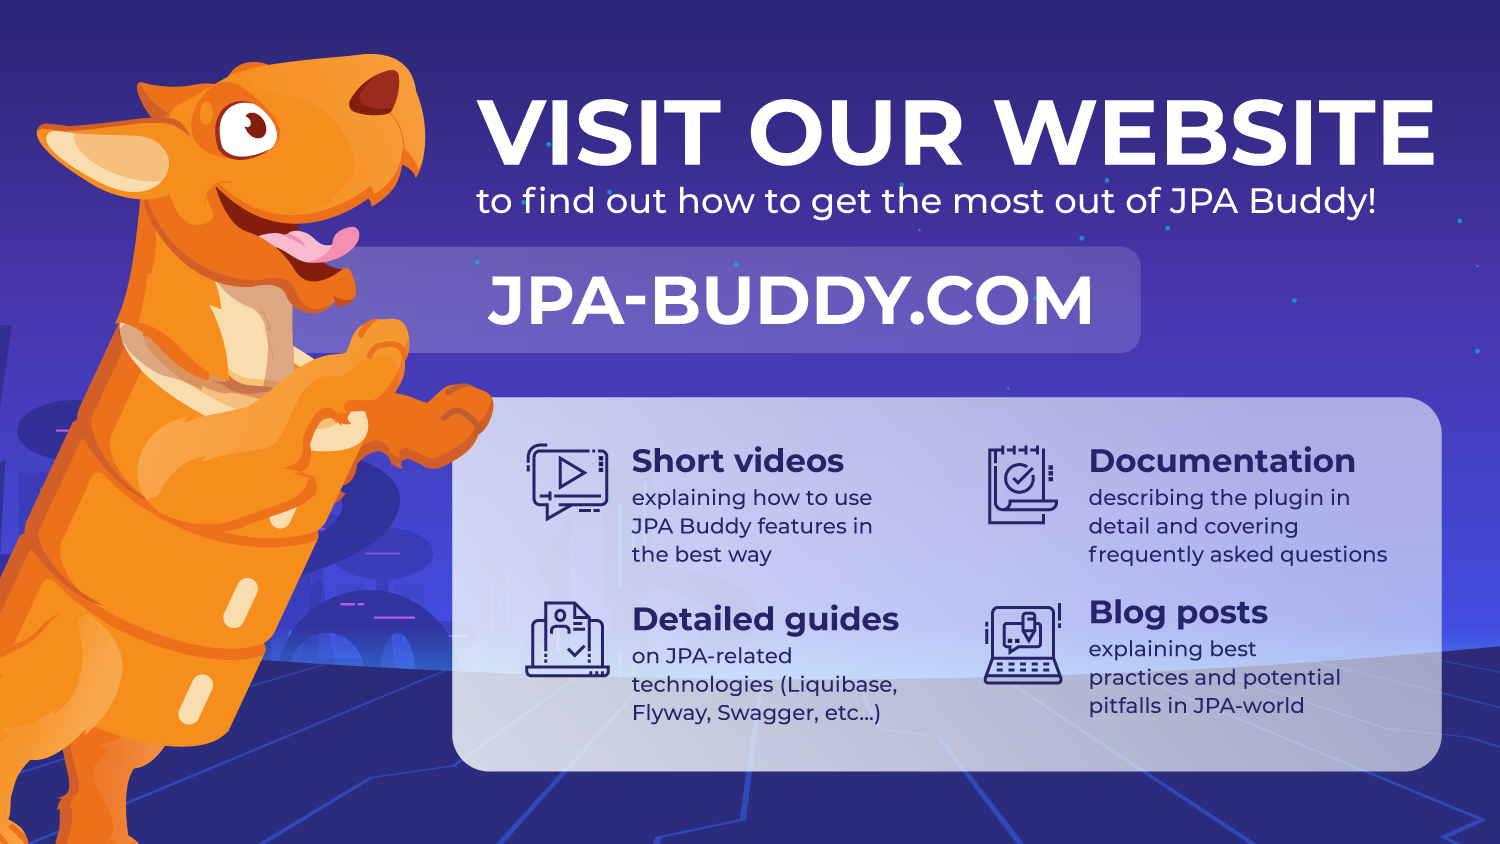 VISIT OUR WEBSITE
to find out how to get the most out of JPA Buddy!
JPA-BUDDY.COM
Short videos
explaining how to use
JPA Buddy features in
the best way
Documentation
describing the plugin in
detail and covering
frequently asked questions
Detailed guides
on JPA-related
technologies (Liquibase,
Flyway, Swagger, etc...)
Blog posts
explaining best
practices and potential
pitfalls in JPA-world